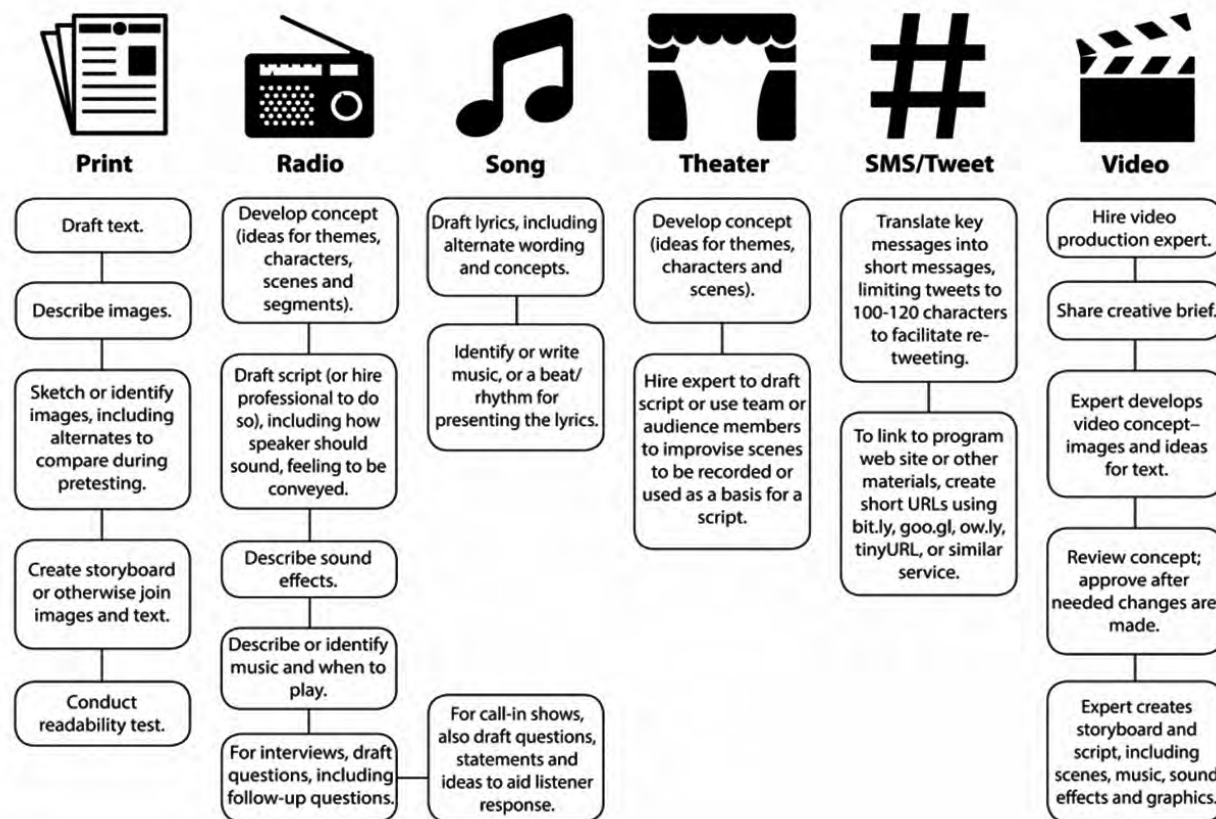 Print
Draft text.
Describe images.
Sketch or identify
images, including
alternates to
compare during
pretesting.
Create storyboard
or otherwise join
images and text.
Conduct
readability test.
Radio
Develop concept
(ideas for themes,
characters,
scenes and
segments).
Draft script (or hire
professional to do
so), including how
speaker should
sound, feeling to be
conveyed.
Describe sound
effects.
Describe or identify
music and when to
play.
For interviews, draft
questions, including
follow-up questions.
For call-in shows,
also draft questions,
statements and
ideas to aid listener
response.
Song
Draft lyrics, including
alternate wording
and concepts.
Identify or write
music, or a beat/
rhythm for
presenting the lyrics.
Theater
Develop concept
(ideas for themes,
characters and
scenes).
Hire expert to draft
script or use team or
audience members
to improvise scenes
to be recorded or
used as a basis for a
script.
SMS/Tweet
Translate key
messages into
short messages,
limiting tweets to
100-120 characters
to facilitate re-
tweeting.
To link to program
web site or other
materials, create
short URLs using
bit.ly, goo.gl, ow.ly,
tinyURL, or similar
service.
Video
Hire video
production expert.
Share creative brief.
Expert develops
video concept–
images and ideas
for text.
Review concept;
approve after
needed changes are
made.
Expert creates
storyboard and
script, including
scenes, music, sound
effects and graphics.